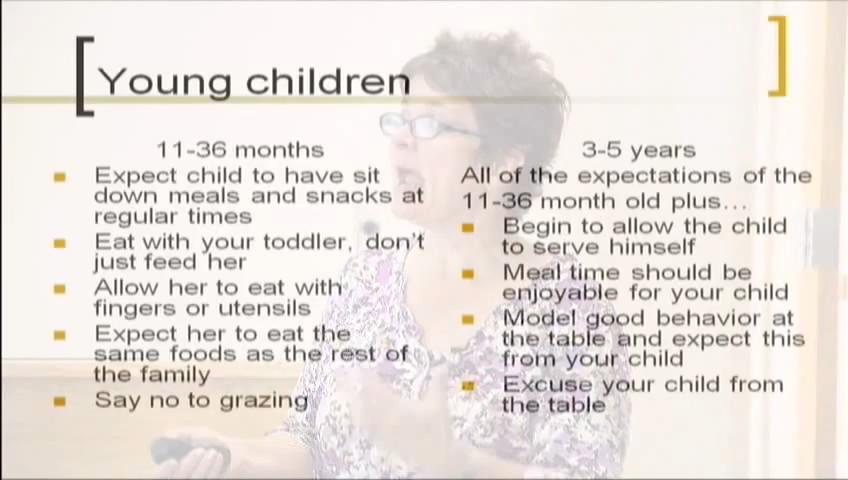 Young children
11-36 months
Expect child to have sit
down meals and snacks at
regular times
Eat with your toddler, don't
just feed her
Allow her to eat with
fingers or utensils
Expect her to eat the
same foods as the rest of
the family
Say no to grazing
3-5 years
All of the expectations of the
11-36 month old plus…
Begin to allow the child
to serve himself
Meal time should be
enjoyable for your child
Model good behavior at
the table and expect this
from your child
Excuse your child from
the table